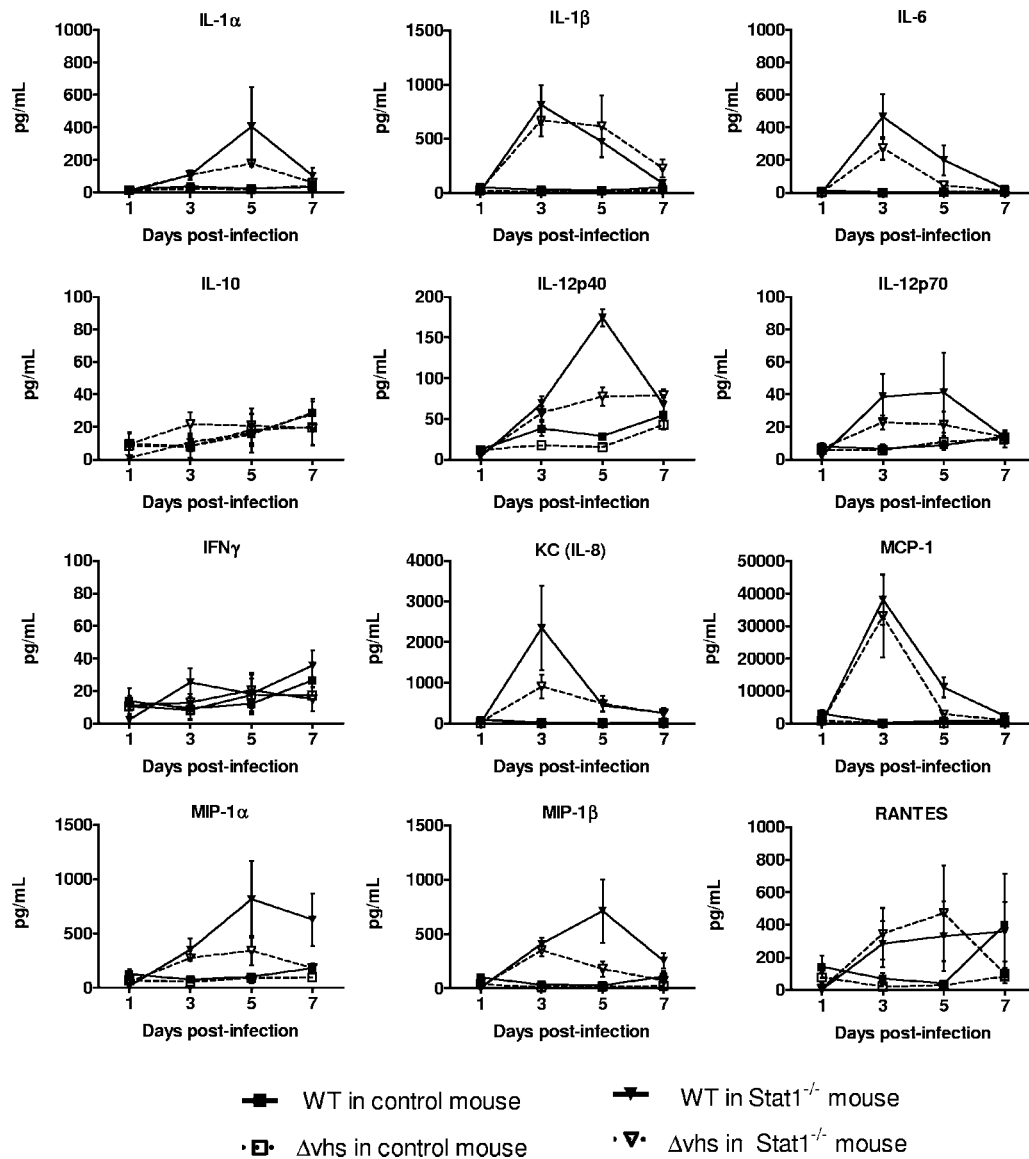 IL-1α
1000
800
600
400
200
0
pg/mL
1 3 5 7
Days post-infection
IL-1β
1500
1000
500
0
pg/mL
1 3 5 7
Days post-infection
IL-6
1000
800
600
400
200
0
pg/mL
1 3 5 7
Days post-infection
IL-10
100
80
60
40
20
0
pg/mL
1 3 5 7
Days post-infection
IL-12p40
200
150
100
50
0
pg/mL
1 3 5 7
Days post-infection
IL-12p70
100
80
60
40
20
0
pg/mL
1 3 5 7
Days post-infection
IFNγ
100
80
60
40
20
0
pg/mL
1 3 5 7
Days post-infection
KC (IL-8)
4000
3000
2000
1000
0
pg/mL
1 3 5 7
Days post-infection
MCP-1
50000
40000
30000
20000
10000
0
pg/mL
1 3 5 7
Days post-infection
MIP-1α
1500
1000
500
0
pg/mL
1 3 5 7
Days post-infection
MIP-1β
1500
1000
500
0
pg/mL
1 3 5 7
Days post-infection
RANTES
1000
800
600
400
200
0
pg/mL
1 3 5 7
Days post-infection
WT in control mouse
WT in Stat1⁻/⁻ mouse
Δvhs in control mouse
Δvhs in Stat1⁻/⁻ mouse